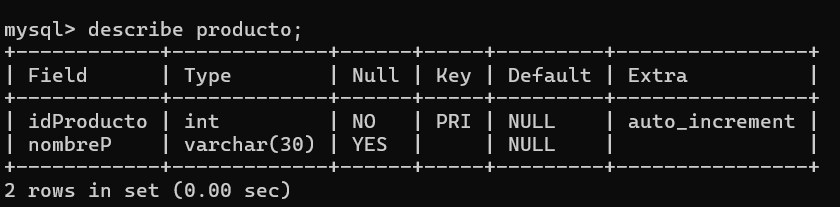 mysql> describe producto;
+------------+-------------+------+-----+---------+----------------+
| Field      | Type        | Null | Key | Default | Extra          |
+------------+-------------+------+-----+---------+----------------+
| idProducto | int         | NO   | PRI | NULL    | auto_increment |
| nombreP    | varchar(30) | YES  |     | NULL    |                |
+------------+-------------+------+-----+---------+----------------+
2 rows in set (0.00 sec)